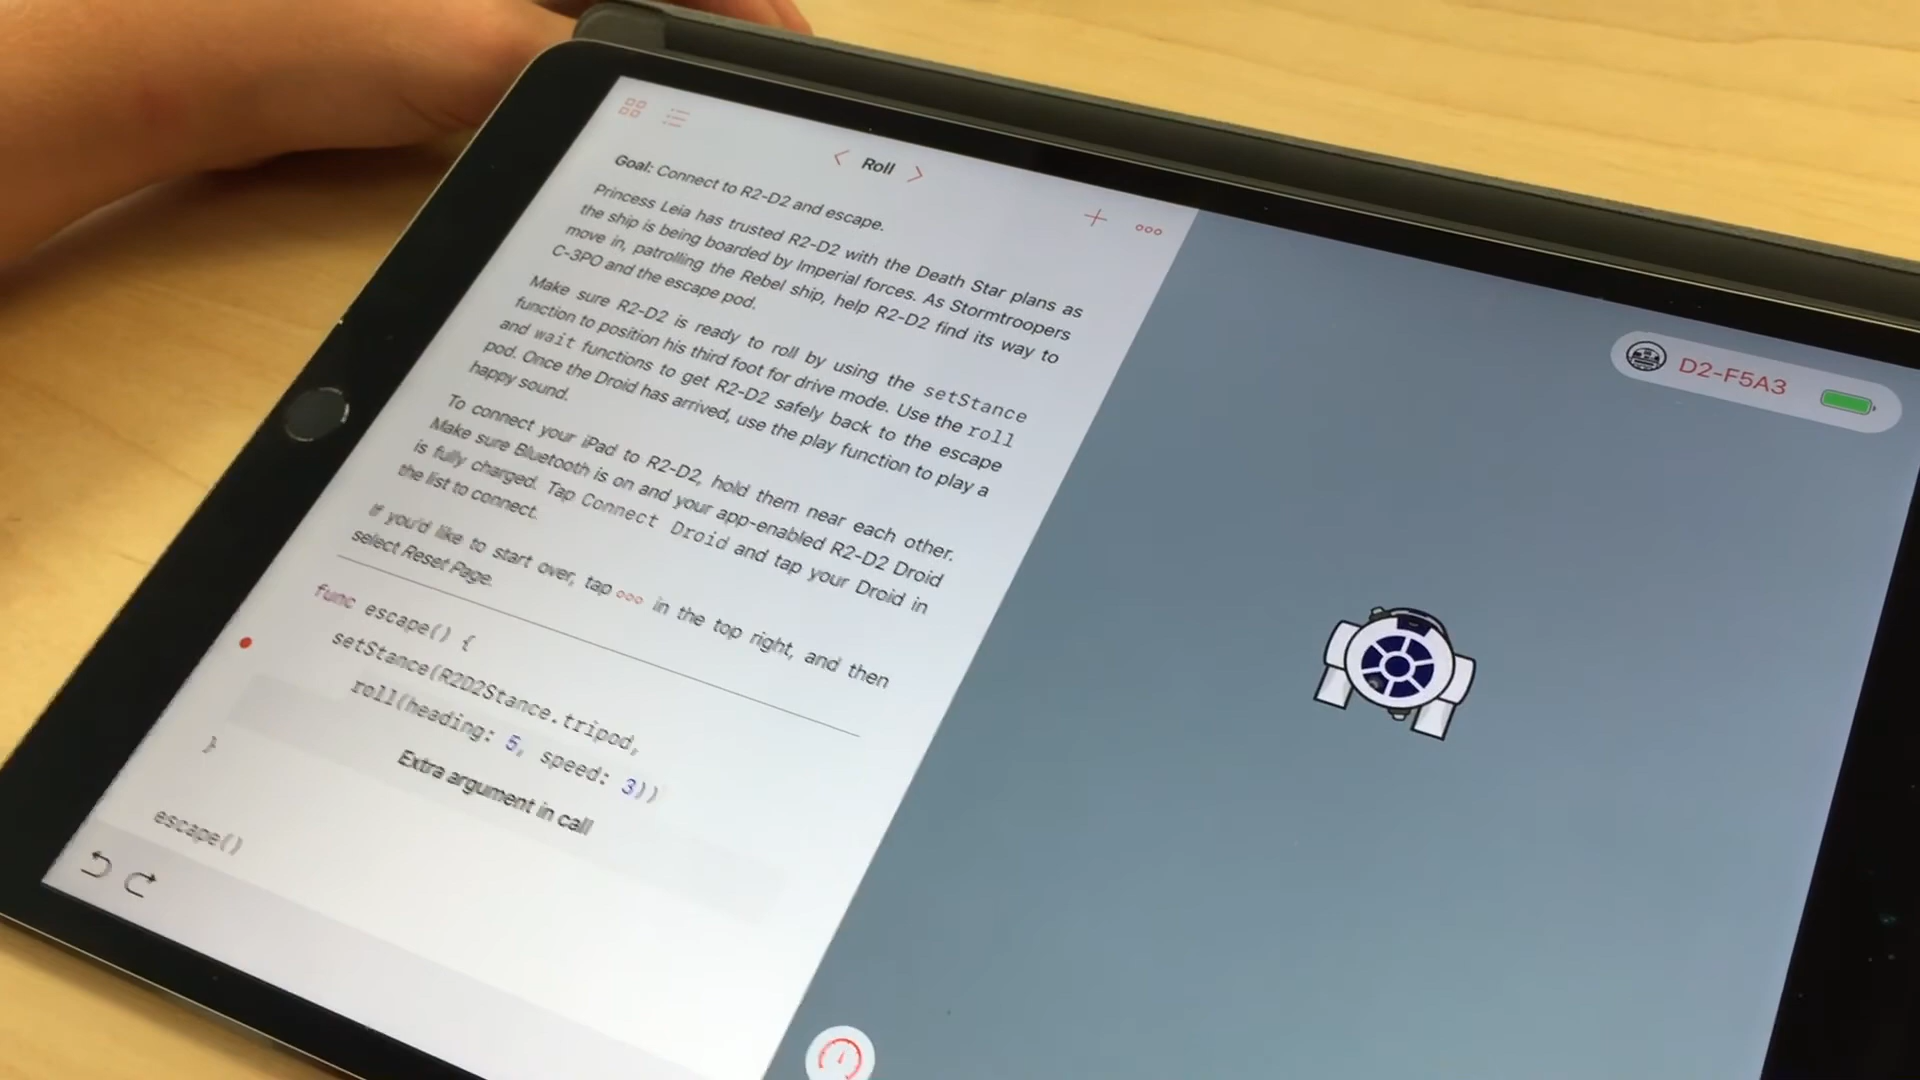 Roll
Goal: Connect to R2-D2 and escape.
Princess Leia has trusted R2-D2 with the Death Star plans as
the ship is being boarded by Imperial forces. As Stormtroopers
move in, patrolling the Rebel ship, help R2-D2 find its way to
C-3PO and the escape pod.
Make sure R2-D2 is ready to roll by using the setStance
function to position his third foot for drive mode. Use the roll
and wait functions to get R2-D2 safely back to the escape
pod. Once the Droid has arrived, use the play function to play a
happy sound.
To connect your iPad to R2-D2, hold them near each other.
Make sure Bluetooth is on and your app-enabled R2-D2 Droid
is fully charged. Tap Connect Droid and tap your Droid in
the list to connect.
If you'd like to start over, tap ooo in the top right, and then
select Reset Page.
func escape() {
setStance(R2D2Stance.tripod,
roll(heading: 5, speed: 3))
Extra argument in call
}
escape()
D2-F5A3